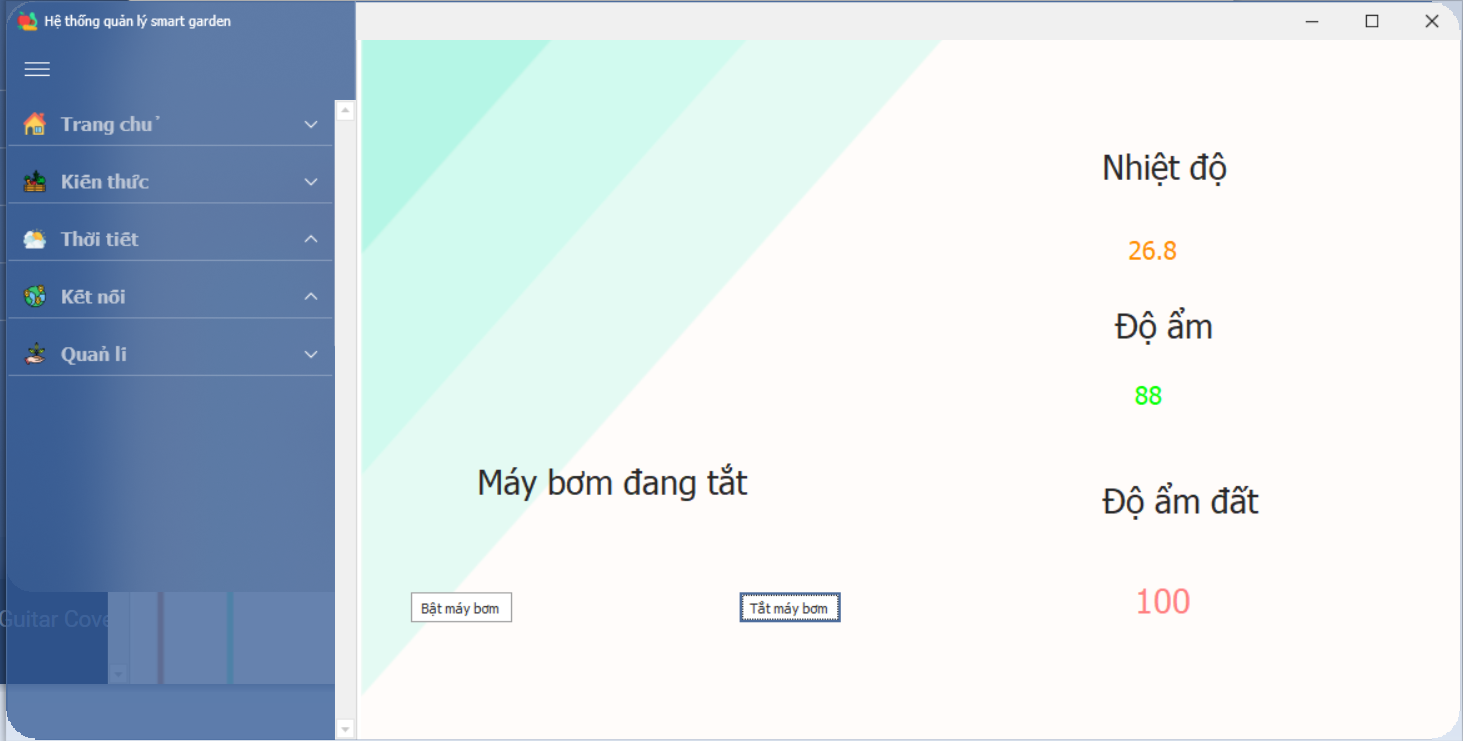 Hệ thống quản lý smart garden
Trang chủ
Kiến thức
Thời tiết
Kết nối
Quản lí
Guitar Cove
Nhiệt độ
26.8
Độ ẩm
88
Máy bơm đang tắt
Độ ẩm đất
100
Bật máy bơm
Tắt máy bơm